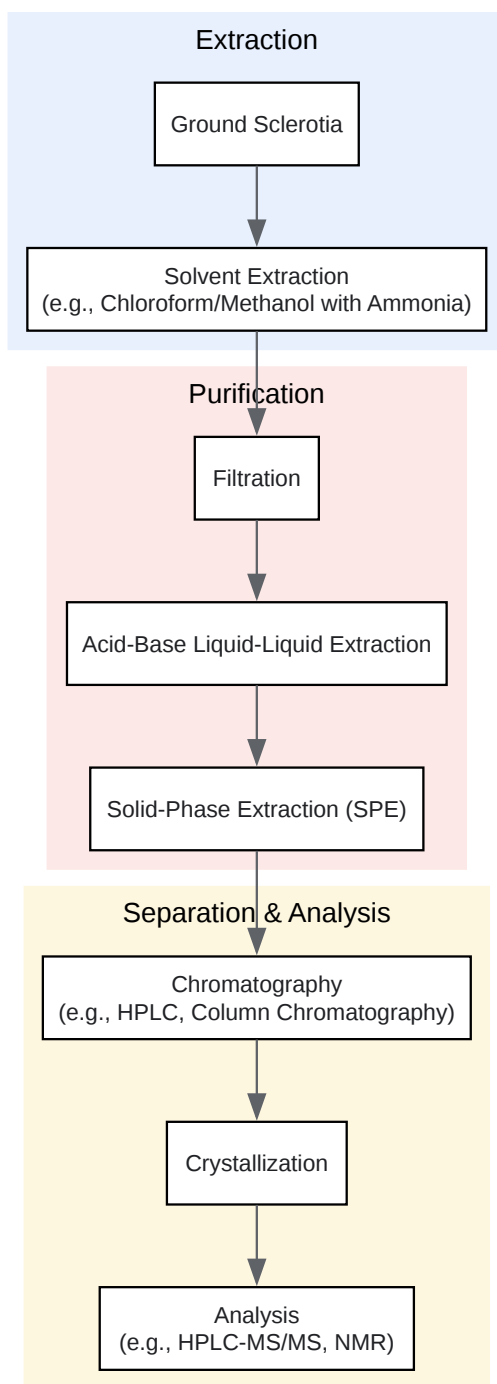 Extraction
Ground Sclerotia
Solvent Extraction
(e.g., Chloroform/Methanol with Ammonia)
Purification
Filtration
Acid-Base Liquid-Liquid Extraction
Solid-Phase Extraction (SPE)
Separation & Analysis
Chromatography
(e.g., HPLC, Column Chromatography)
Crystallization
Analysis
(e.g., HPLC-MS/MS, NMR)